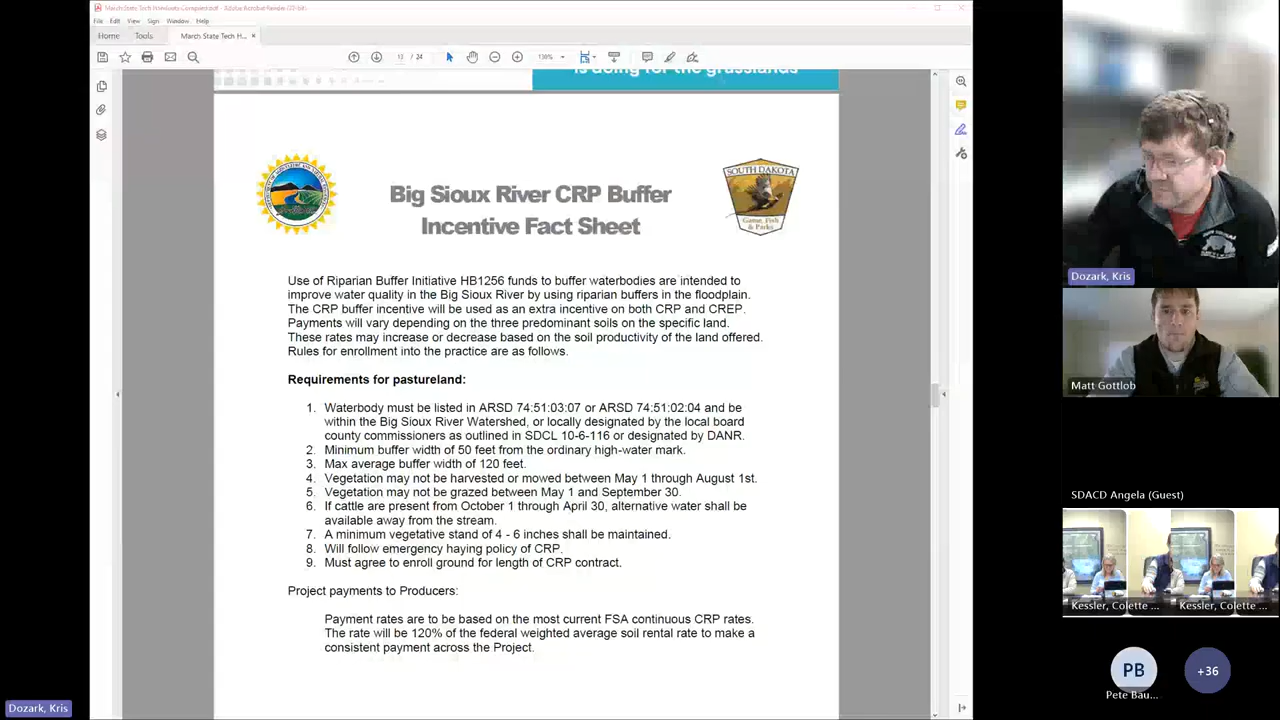 March State Tech
File Edit View Sign Window Help
Home Tools March State Tech H... ×
/ 24
is doing for the grasslands
Big Sioux River CRP Buffer
Incentive Fact Sheet
SOUTH DAKOTA
Game, Fish
& Parks
Use of Riparian Buffer Initiative HB1256 funds to buffer waterbodies are intended to
improve water quality in the Big Sioux River by using riparian buffers in the floodplain.
The CRP buffer incentive will be used as an extra incentive on both CRP and CREP.
Payments will vary depending on the three predominant soils on the specific land.
These rates may increase or decrease based on the soil productivity of the land offered.
Rules for enrollment into the practice are as follows.
Requirements for pastureland:
1. Waterbody must be listed in ARSD 74:51:03:07 or ARSD 74:51:02:04 and be
within the Big Sioux River Watershed, or locally designated by the local board
county commissioners as outlined in SDCL 10-6-116 or designated by DANR.
2. Minimum buffer width of 50 feet from the ordinary high-water mark.
3. Max average buffer width of 120 feet.
4. Vegetation may not be harvested or mowed between May 1 through August 1st.
5. Vegetation may not be grazed between May 1 and September 30.
6. If cattle are present from October 1 through April 30, alternative water shall be
available away from the stream.
7. A minimum vegetative stand of 4 - 6 inches shall be maintained.
8. Will follow emergency haying policy of CRP.
9. Must agree to enroll ground for length of CRP contract.
Project payments to Producers:
Payment rates are to be based on the most current FSA continuous CRP rates.
The rate will be 120% of the federal weighted average soil rental rate to make a
consistent payment across the Project.
Dozark, Kris
Matt Gottlob
SDACD Angela (Guest)
Kessler, Colette ...
Kessler, Colette ...
PB
+36
Pete Bau...
Dozark, Kris